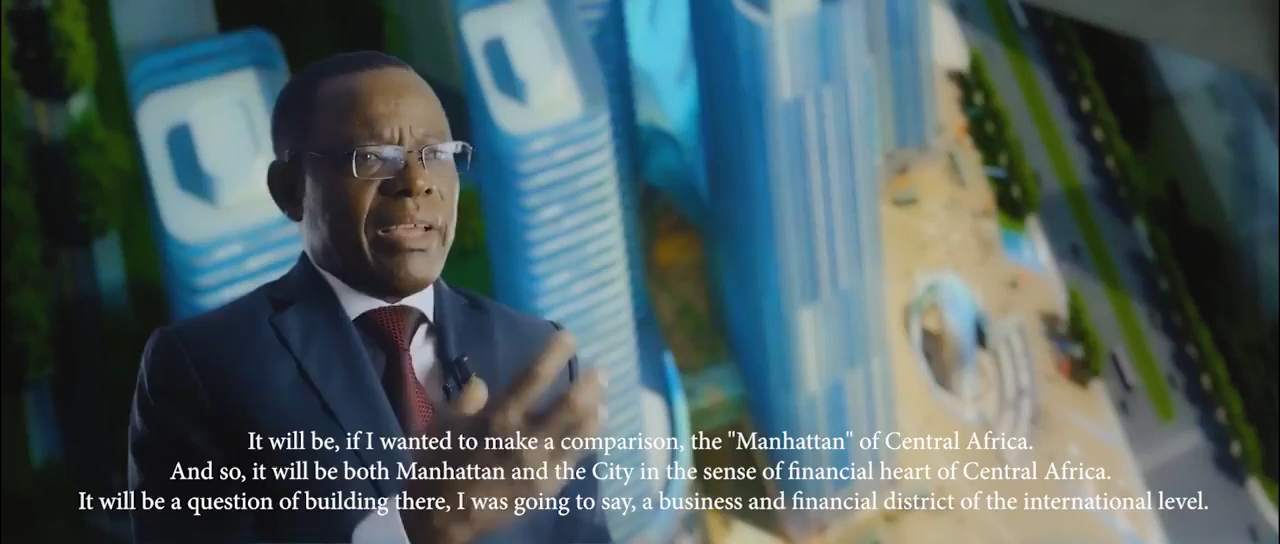 It will be, if I wanted to make a comparison, the "Manhattan" of Central Africa.
And so, it will be both Manhattan and the City in the sense of financial heart of Central Africa.
It will be a question of building there, I was going to say, a business and financial district of the international level.